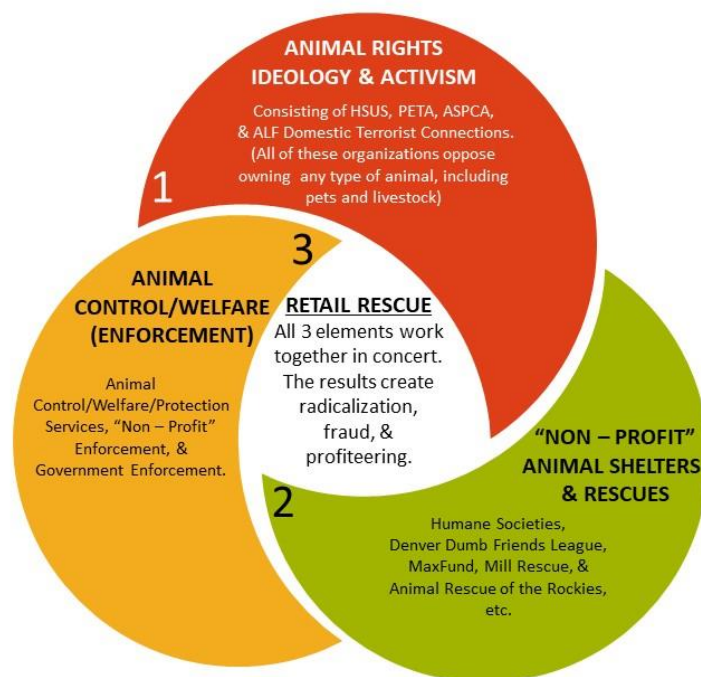 ANIMAL RIGHTS
IDEOLOGY & ACTIVISM
Consisting of HSUS, PETA, ASPCA,
& ALF Domestic Terrorist Connections.
(All of these organizations oppose
owning any type of animal, including
pets and livestock)
1
3
ANIMAL
CONTROL/WELFARE
(ENFORCEMENT)
Animal
Control/Welfare/Protection
Services, “Non – Profit”
Enforcement, &
Government Enforcement.
RETAIL RESCUE
All 3 elements work
together in concert.
The results create
radicalization,
fraud, &
profiteering.
2
“NON – PROFIT”
ANIMAL SHELTERS
& RESCUES
Humane Societies,
Denver Dumb Friends League,
MaxFund, Mill Rescue, &
Animal Rescue of the Rockies,
etc.